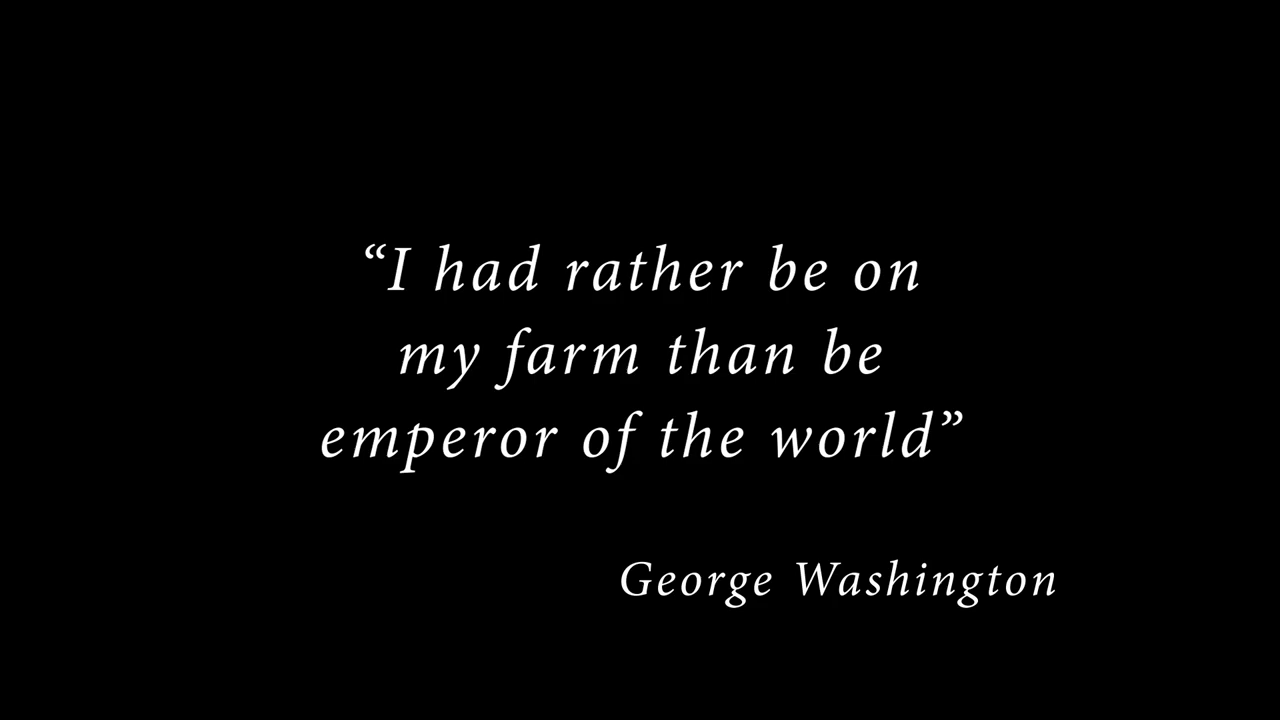 “I had rather be on
my farm than be
emperor of the world”
George Washington